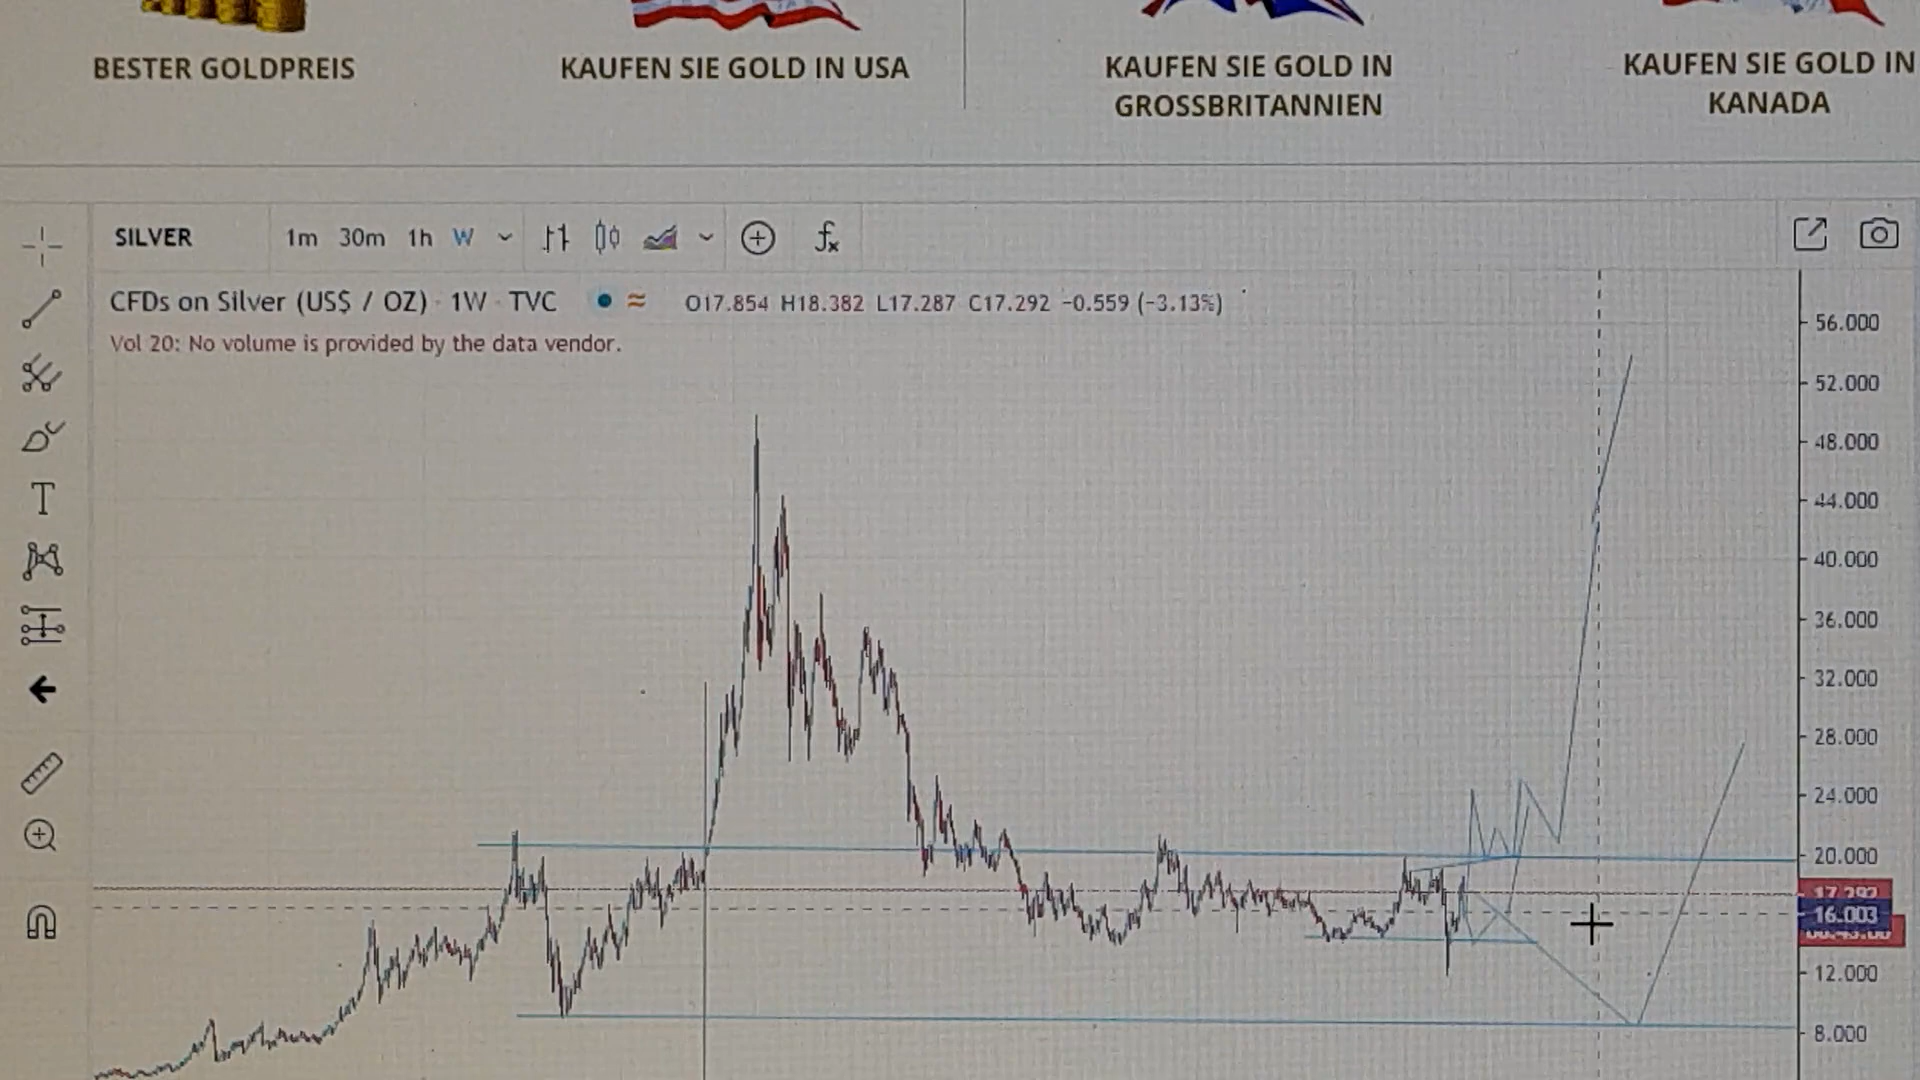 BESTER GOLDPREIS
KAUFEN SIE GOLD IN USA
KAUFEN SIE GOLD IN
GROSSBRITANNIEN
KAUFEN SIE GOLD IN
KANADA
SILVER 1m 30m 1h W
CFDs on Silver (US$ / OZ) · 1W · TVC O17.854 H18.382 L17.287 C17.292 −0.559 (−3.13%)
Vol 20: No volume is provided by the data vendor.
56.000
52.000
48.000
44.000
40.000
36.000
32.000
28.000
24.000
20.000
17.292
16.003
12.000
8.000